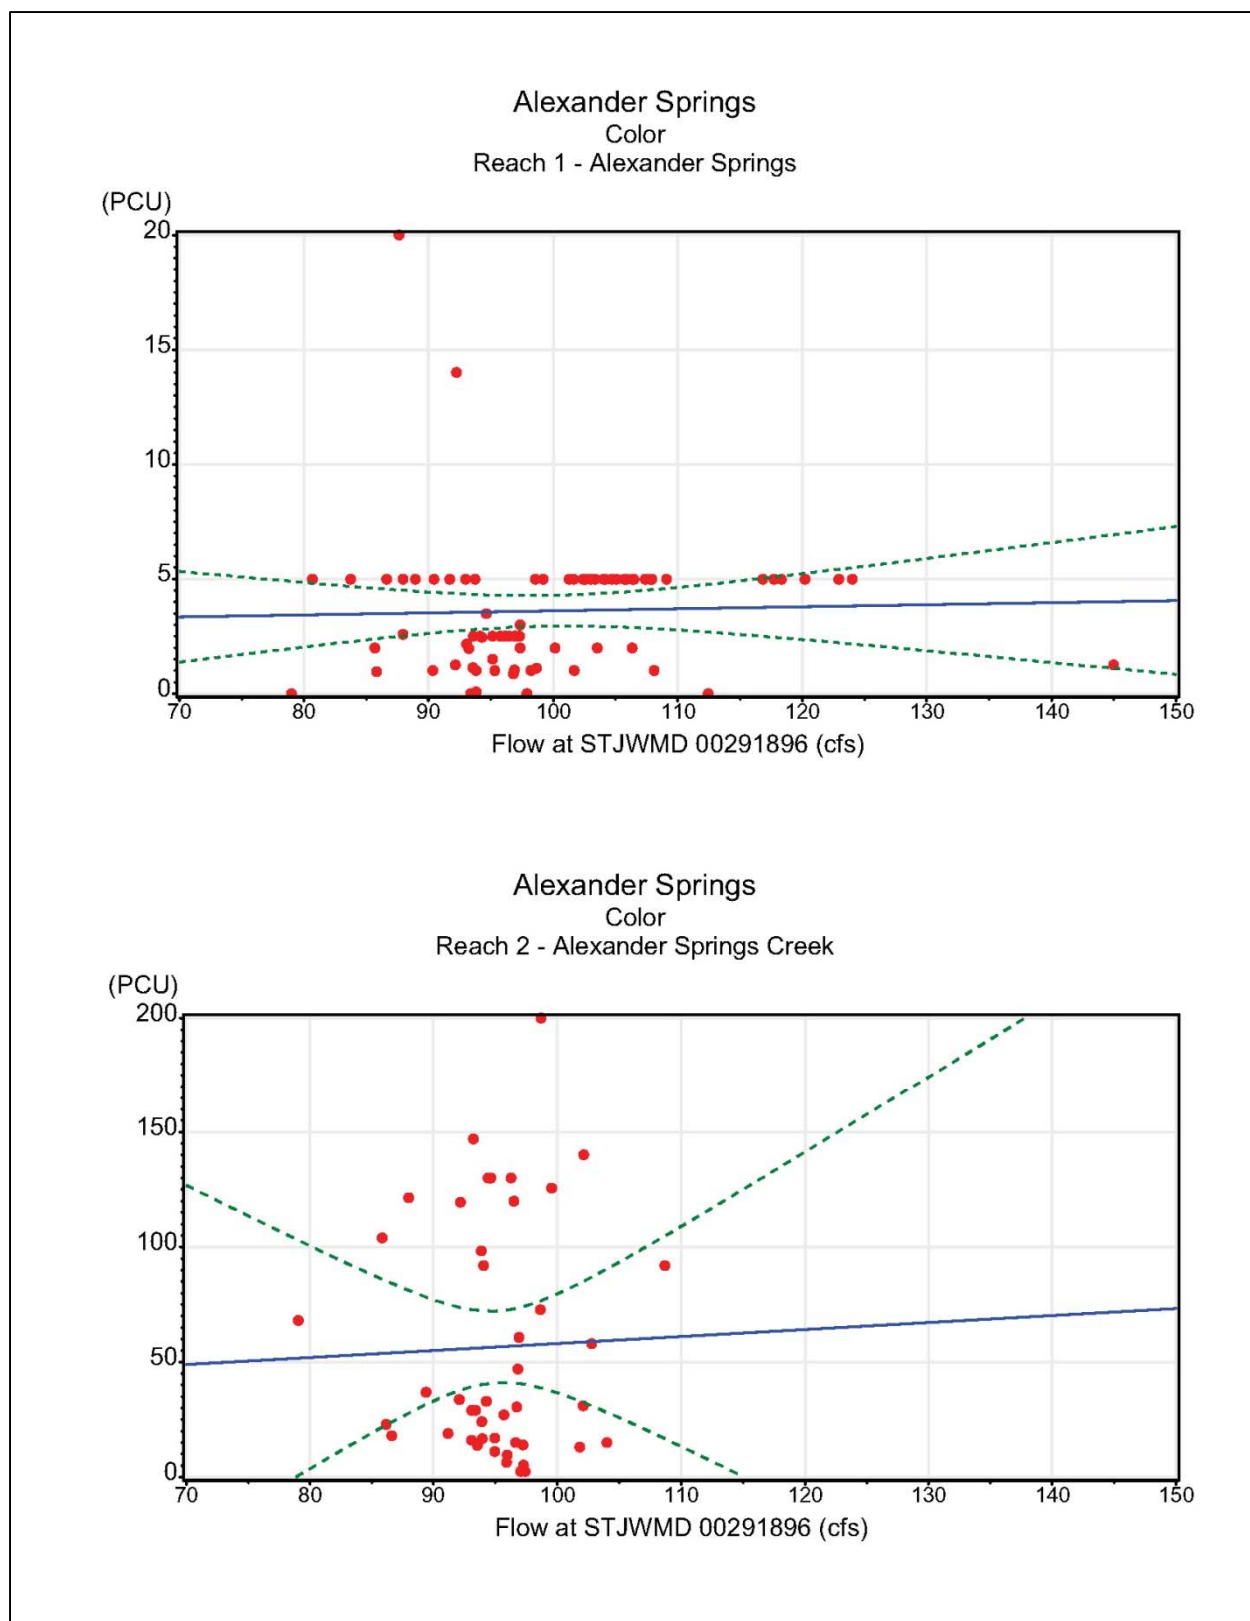 Alexander Springs
Color
Reach 1 - Alexander Springs
(PCU)
20
15
10
5
0
70 80 90 100 110 120 130 140 150
Flow at STJWMD 00291896 (cfs)
Alexander Springs
Color
Reach 2 - Alexander Springs Creek
(PCU)
200
150
100
50
0
70 80 90 100 110 120 130 140 150
Flow at STJWMD 00291896 (cfs)